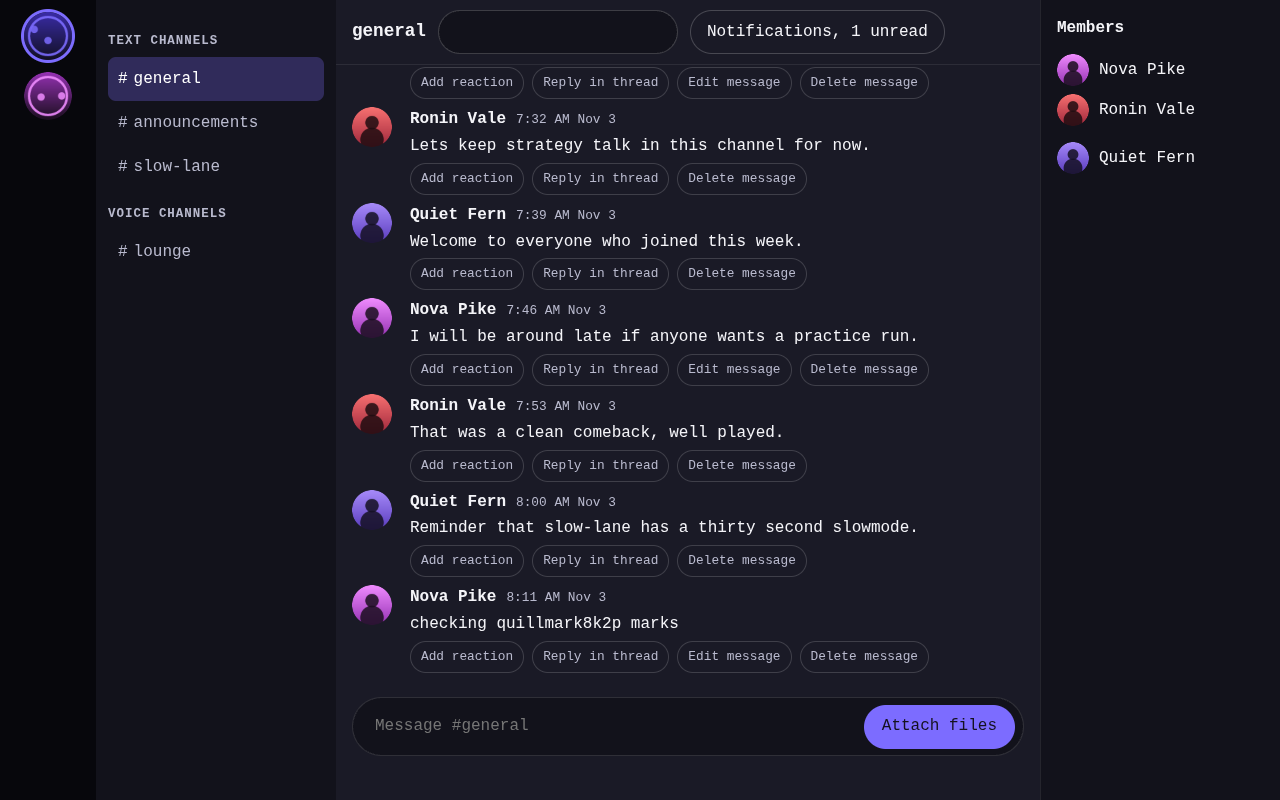 TEXT CHANNELS
# general
# announcements
# slow-lane
VOICE CHANNELS
# lounge
general
Notifications, 1 unread
Add reaction Reply in thread Edit message Delete message
Ronin Vale 7:32 AM Nov 3
Lets keep strategy talk in this channel for now.
Add reaction Reply in thread Delete message
Quiet Fern 7:39 AM Nov 3
Welcome to everyone who joined this week.
Add reaction Reply in thread Delete message
Nova Pike 7:46 AM Nov 3
I will be around late if anyone wants a practice run.
Add reaction Reply in thread Edit message Delete message
Ronin Vale 7:53 AM Nov 3
That was a clean comeback, well played.
Add reaction Reply in thread Delete message
Quiet Fern 8:00 AM Nov 3
Reminder that slow-lane has a thirty second slowmode.
Add reaction Reply in thread Delete message
Nova Pike 8:11 AM Nov 3
checking quillmark8k2p marks
Add reaction Reply in thread Edit message Delete message
Message #general
Attach files
Members
Nova Pike
Ronin Vale
Quiet Fern